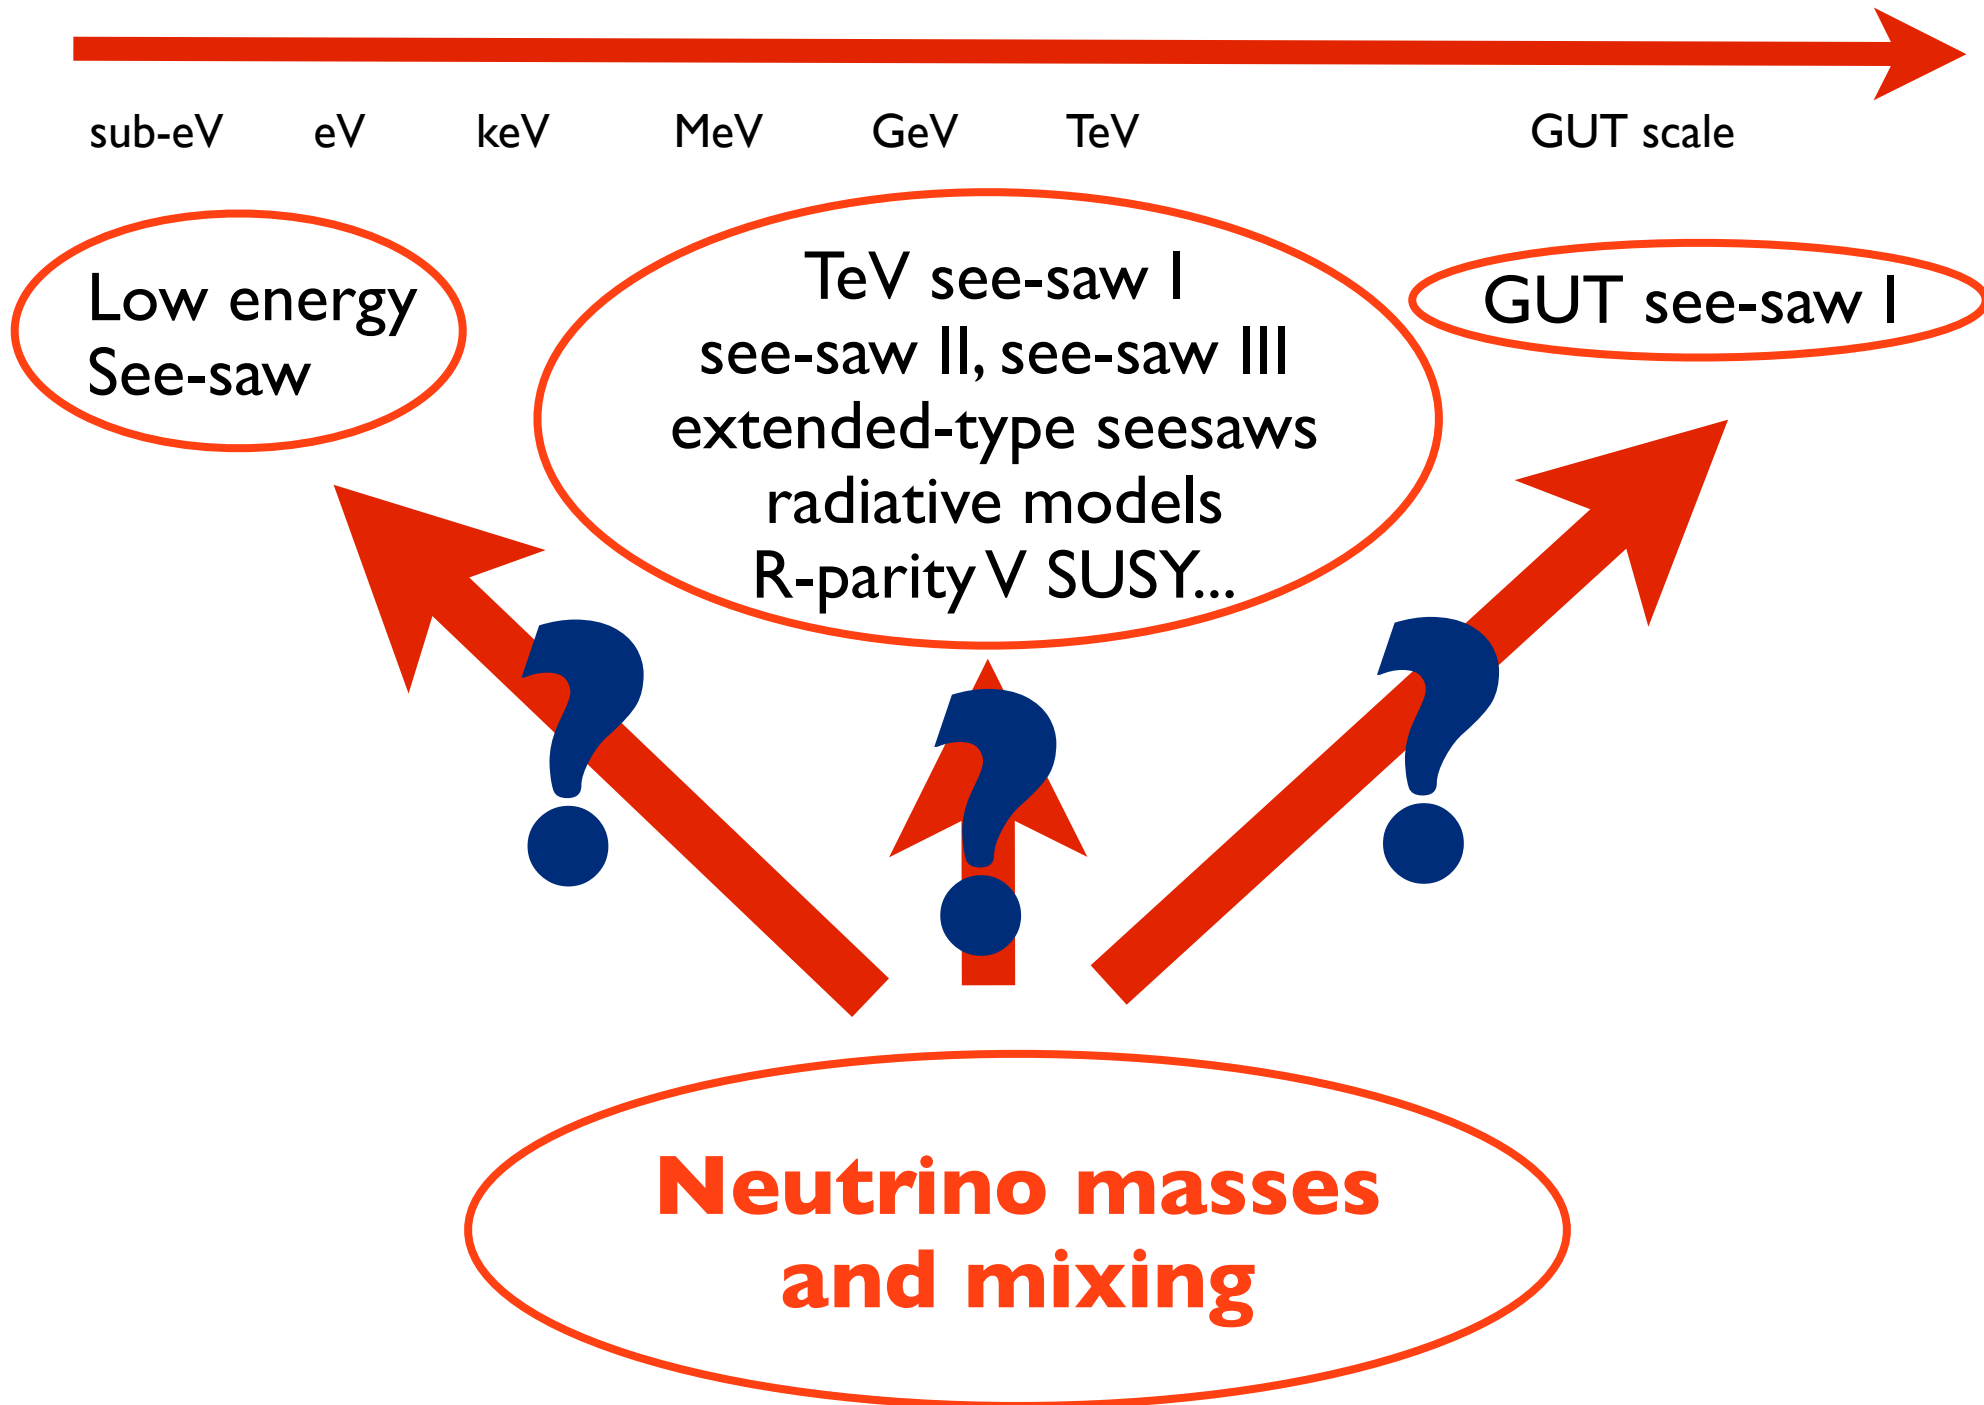 sub-eV eV keV MeV GeV TeV GUT scale
Low energy
See-saw
TeV see-saw I
see-saw II, see-saw III
extended-type seesaws
radiative models
R-parity V SUSY...
GUT see-saw I
? ? ?
Neutrino masses
and mixing